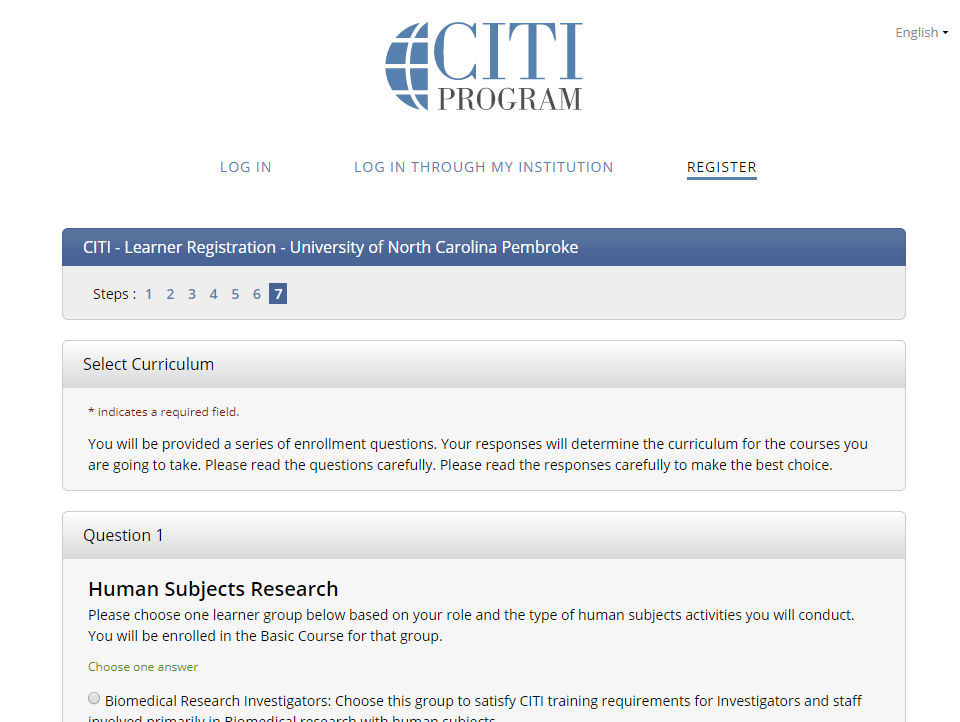 CITI
PROGRAM
English
LOG IN
LOG IN THROUGH MY INSTITUTION
REGISTER
CITI - Learner Registration - University of North Carolina Pembroke
Steps : 1 2 3 4 5 6 7
Select Curriculum
* indicates a required field.
You will be provided a series of enrollment questions. Your responses will determine the curriculum for the courses you
are going to take. Please read the questions carefully. Please read the responses carefully to make the best choice.
Question 1
Human Subjects Research
Please choose one learner group below based on your role and the type of human subjects activities you will conduct.
You will be enrolled in the Basic Course for that group.
Choose one answer
Biomedical Research Investigators: Choose this group to satisfy CITI training requirements for Investigators and staff
involved primarily in Biomedical research with human subjects.